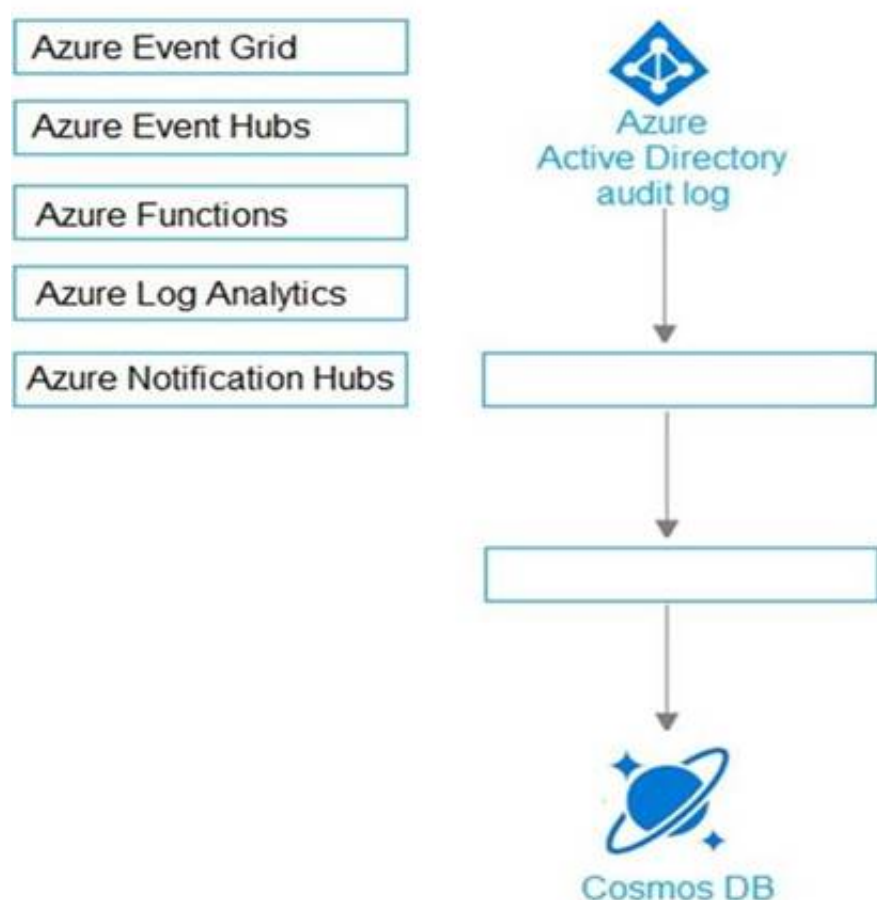 Azure Event Grid
Azure Event Hubs
Azure Functions
Azure Log Analytics
Azure Notification Hubs
Azure
Active Directory
audit log
Cosmos DB